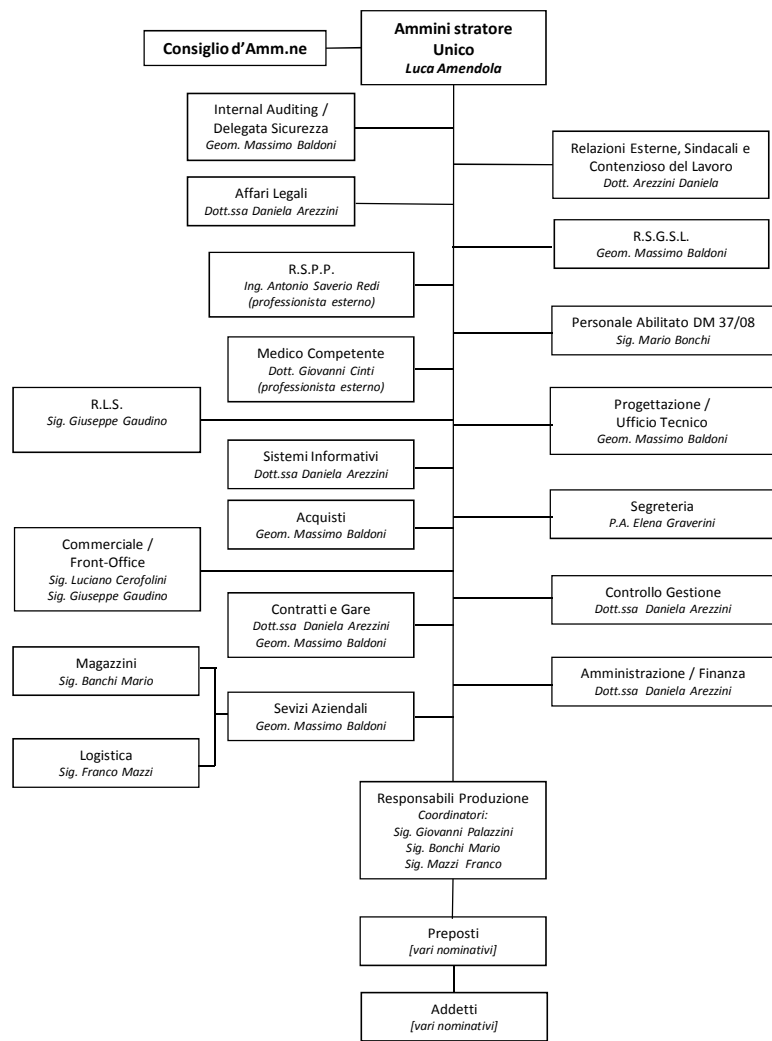 Consiglio d'Amm.ne
Ammini stratore
Unico
Luca Amendola
Internal Auditing /
Delegata Sicurezza
Geom. Massimo Baldoni
Relazioni Esterne, Sindacali e
Contenzioso del Lavoro
Dott. Arezzini Daniela
Affari Legali
Dott.ssa Daniela Arezzini
R.S.G.S.L.
Geom. Massimo Baldoni
R.S.P.P.
Ing. Antonio Saverio Redi
(professionista esterno)
Personale Abilitato DM 37/08
Sig. Mario Bonchi
Medico Competente
Dott. Giovanni Cinti
(professionista esterno)
R.L.S.
Sig. Giuseppe Gaudino
Progettazione /
Ufficio Tecnico
Geom. Massimo Baldoni
Sistemi Informativi
Dott.ssa Daniela Arezzini
Acquisti
Geom. Massimo Baldoni
Segreteria
P.A. Elena Graverini
Commerciale /
Front-Office
Sig. Luciano Cerofolini
Sig. Giuseppe Gaudino
Contratti e Gare
Dott.ssa Daniela Arezzini
Geom. Massimo Baldoni
Controllo Gestione
Dott.ssa Daniela Arezzini
Magazzini
Sig. Banchi Mario
Amministrazione / Finanza
Dott.ssa Daniela Arezzini
Sevizi Aziendali
Geom. Massimo Baldoni
Logistica
Sig. Franco Mazzi
Responsabili Produzione
Coordinatori:
Sig. Giovanni Palazzini
Sig. Bonchi Mario
Sig. Mazzi Franco
Preposti
[vari nominativi]
Addetti
[vari nominativi]